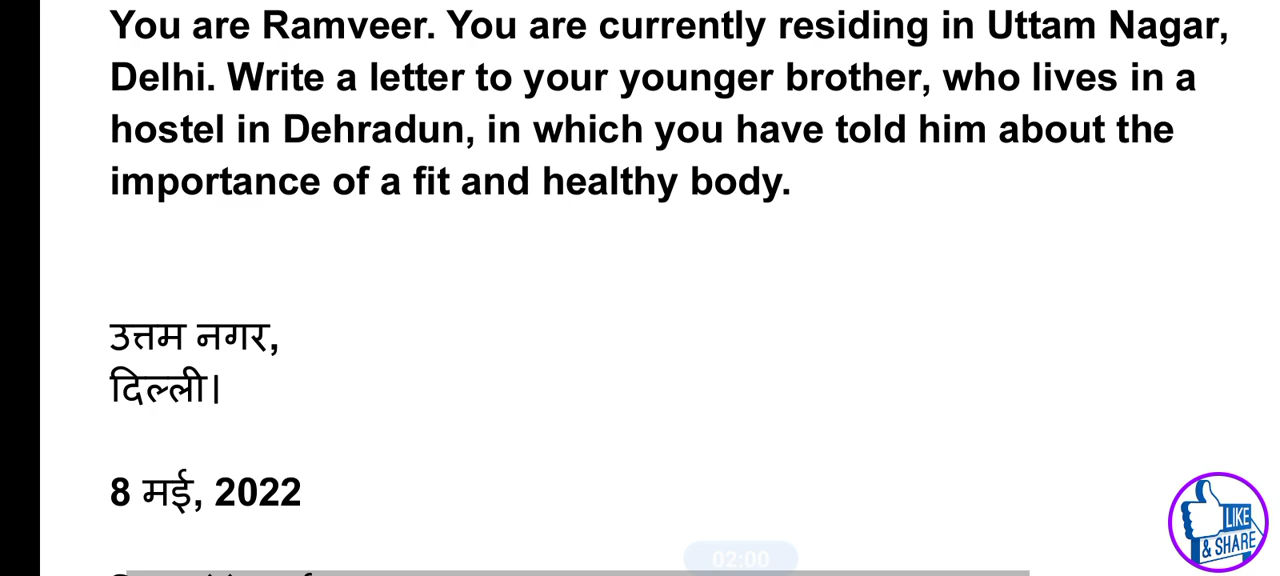 You are Ramveer. You are currently residing in Uttam Nagar,
Delhi. Write a letter to your younger brother, who lives in a
hostel in Dehradun, in which you have told him about the
importance of a fit and healthy body.
उत्तम नगर,
दिल्ली।
8 मई, 2022
LIKE
& SHARE
02:00